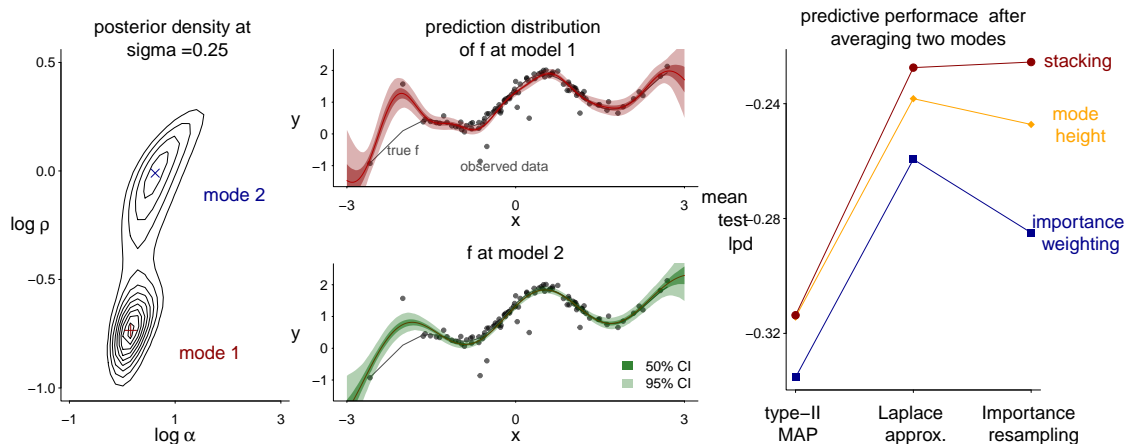 posterior density at
sigma =0.25
0.5
0.0
−0.5
−1.0
log ρ
mode 2
mode 1
−1
1
3
log α
prediction distribution
of f at model 1
2
1
0
−1
y
true f
observed data
−3
0
3
x
f at model 2
2
1
0
−1
y
50% CI
95% CI
−3
0
3
x
predictive performace after
averaging two modes
−0.24
−0.28
−0.32
mean
test
lpd
stacking
mode
height
importance
weighting
type−II
MAP
Laplace
approx.
Importance
resampling